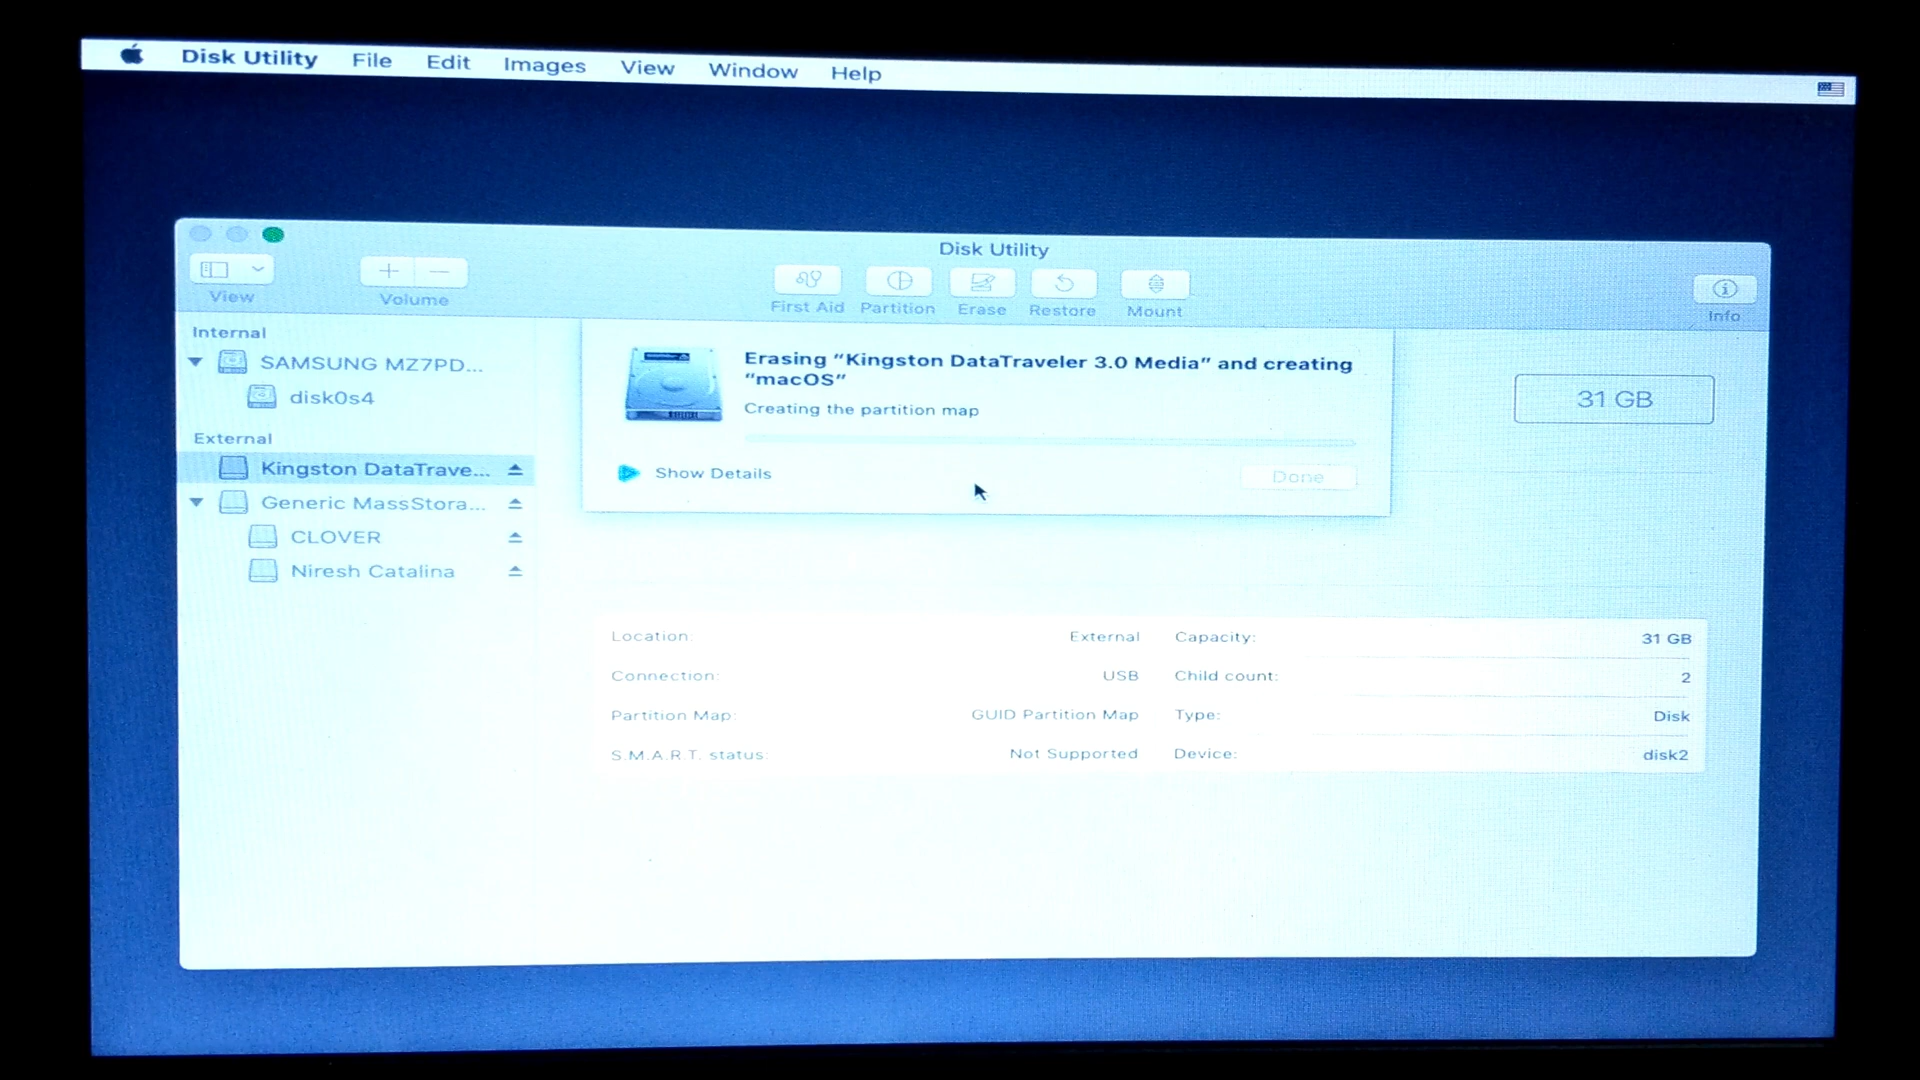 Disk Utility File Edit Images View Window Help
Disk Utility
View Volume First Aid Partition Erase Restore Mount Info
Internal
SAMSUNG MZ7PD...
disk0s4
External
Kingston DataTrave...
Generic MassStora...
CLOVER
Niresh Catalina
Erasing “Kingston DataTraveler 3.0 Media” and creating
“macOS”
Creating the partition map
Show Details
Done
31 GB
Location: External Capacity: 31 GB
Connection: USB Child count: 2
Partition Map: GUID Partition Map Type: Disk
S.M.A.R.T. status: Not Supported Device: disk2